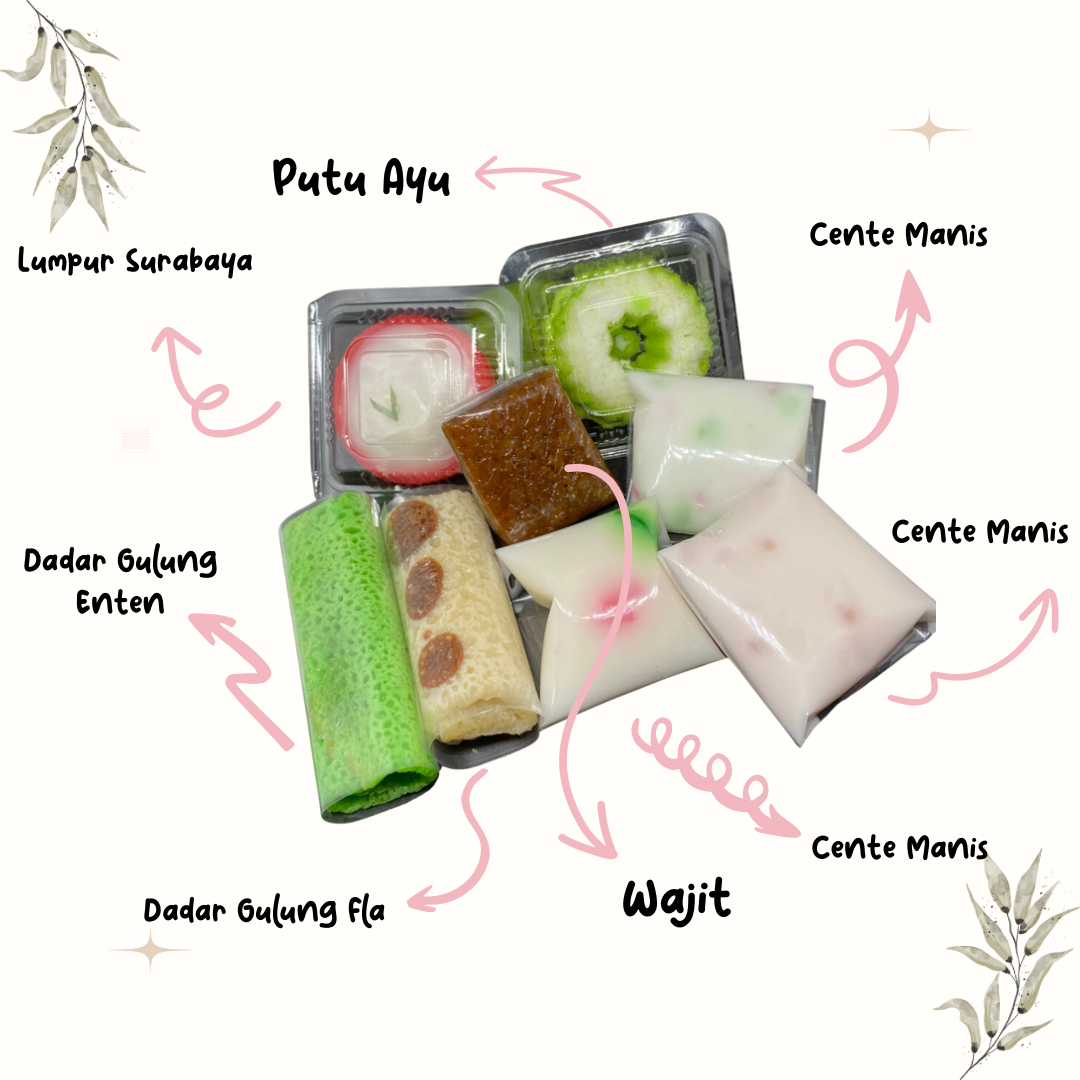 Putu Ayu
Cente Manis
Lumpur Surabaya
Cente Manis
Dadar Gulung
Enten
Cente Manis
Wajit
Dadar Gulung Fla